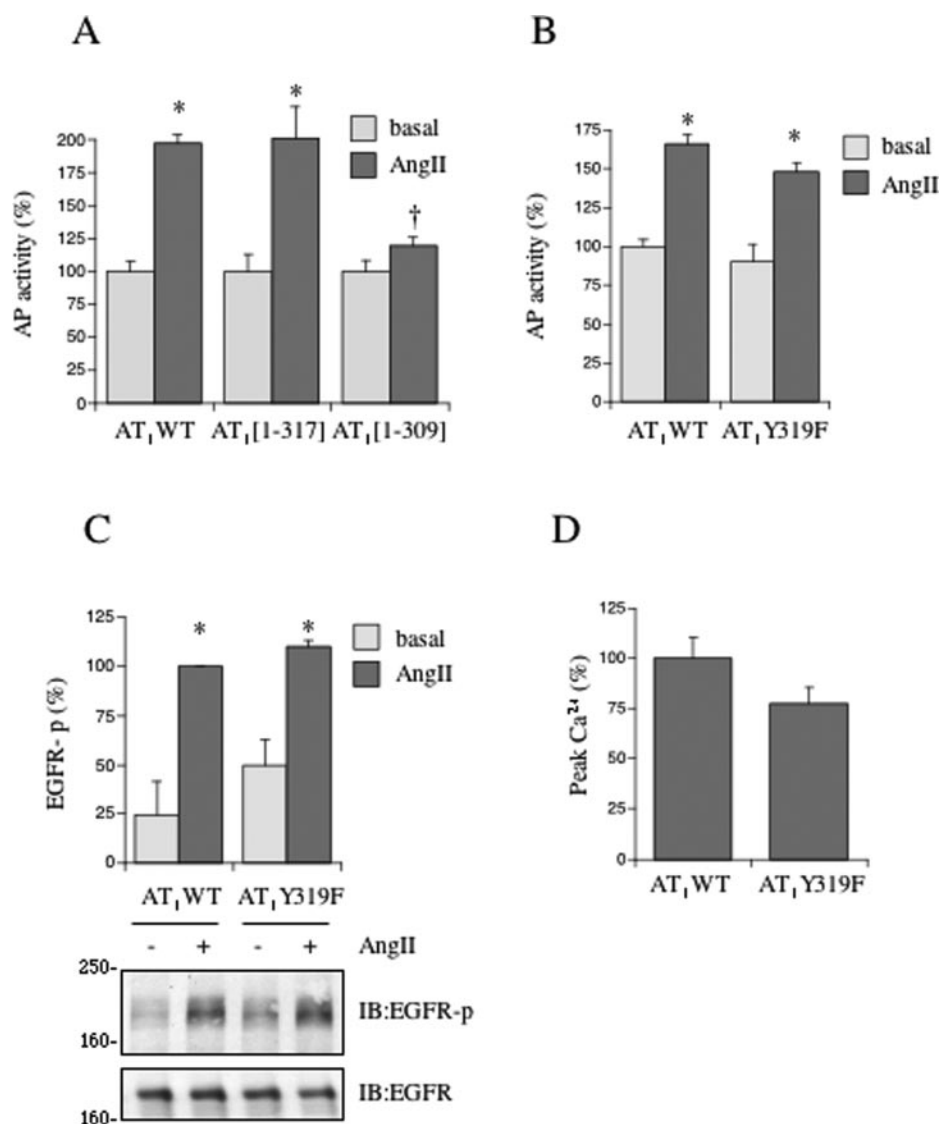 A
basal
AngII
AP activity (%)
200
175
150
125
100
75
50
25
0
*
*
†
AT₁WT AT₁[1-317] AT₁[1-309]
B
basal
AngII
AP activity (%)
175
150
125
100
75
50
25
0
*
*
AT₁WT AT₁Y319F
C
basal
AngII
EGFR- p (%)
125
100
75
50
25
0
*
*
AT₁WT AT₁Y319F
- + - + AngII
250-
160-
IB:EGFR-p
IB:EGFR
160-
D
Peak Ca²⁺ (%)
125
100
75
50
25
0
AT₁WT AT₁Y319F